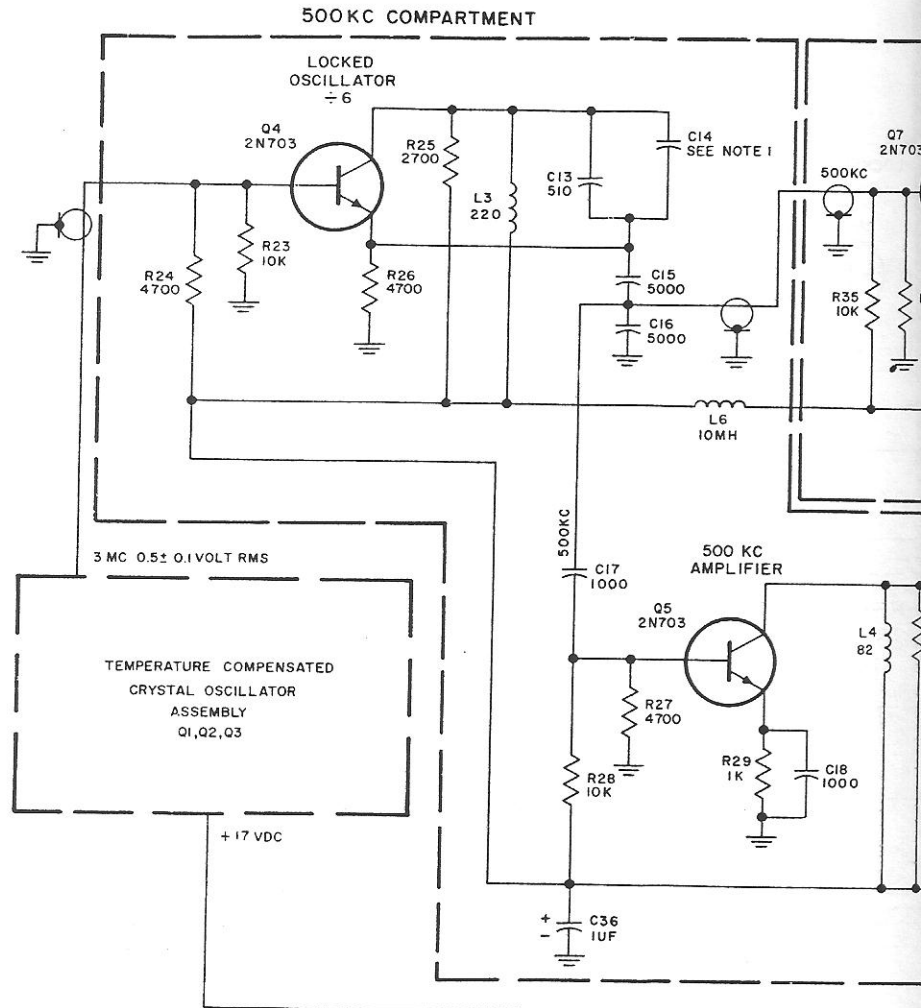 500KC COMPARTMENT
LOCKED
OSCILLATOR
÷6
Q4
2N703
R25
2700
C14
SEE NOTE 1
Q7
2N703
C13
510
L3
220
500KC
R23
10K
R24
4700
R26
4700
C15
5000
C16
5000
R35
10K
L6
10MH
3 MC 0.5± 0.1 VOLT RMS
500KC
C17
1000
500 KC
AMPLIFIER
Q5
2N703
L4
82
TEMPERATURE COMPENSATED
CRYSTAL OSCILLATOR
ASSEMBLY
Q1,Q2,Q3
R27
4700
R28
10K
R29
1K
C18
1000
+17 VDC
+
-
C36
1UF